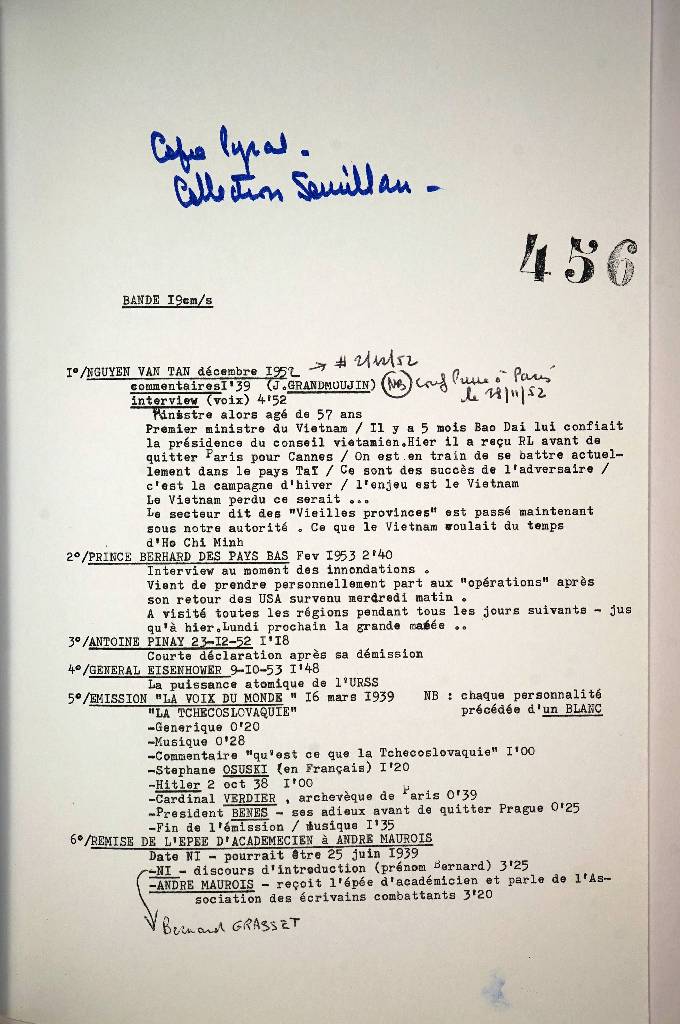 Collection
456
BANDE I9cm/s
I°/NGUYEN VAN TAN décembre I952 → # 2/12/52
commentairesI'39 (J.GRANDMOUJIN) (NB) conf Presse à Paris
interview (voix) 4'52 le 28/11/52
Ministre alors agé de 57 ans
Premier ministre du Vietnam / Il y a 5 mois Bao Dai lui confiait
la présidence du conseil vietamien.Hier il a reçu RL avant de
quitter Paris pour Cannes / On est en train de se battre actuel-
lement dans le pays TaI / Ce sont des succès de l'adversaire /
c'est la campagne d'hiver / l'enjeu est le Vietnam
Le Vietnam perdu ce serait ...
Le secteur dit des "Vieilles provinces" est passé maintenant
sous notre autorité . Ce que le Vietnam voulait du temps
d'Ho Chi Minh
2°/PRINCE BERHARD DES PAYS BAS Fev I953 2'40
Interview au moment des innondations .
Vient de prendre personnellement part aux "opérations" après
son retour des USA survenu merdredi matin .
A visité toutes les régions pendant tous les jours suivants - jus
qu'à hier.Lundi prochain la grande marée ..
3°/ANTOINE PINAY 23-I2-52 I'I8
Courte déclaration après sa démission
4°/GENERAL EISENHOWER 9-IO-53 I'48
La puissance atomique de l'URSS
5°/EMISSION "LA VOIX DU MONDE " I6 mars I939 NB : chaque personnalité
"LA TCHECOSLOVAQUIE" précédée d'un BLANC
-Generique O'20
-Musique O'28
-Commentaire "qu'est ce que la Tchecoslovaquie" I'OO
-Stephane OSUSKI (en Français) I'20
-Hitler 2 oct 38 I'OO
-Cardinal VERDIER , archevèque de Paris O'39
-President BENES - ses adieux avant de quitter Prague O'25
-Fin de l'émission / musique I'35
6°/REMISE DE L'EPEE D'ACADEMECIEN à ANDRE MAUROIS
Date NI - pourrait être 25 juin I939
-NI - discours d'introduction (prénom Bernard) 3'25
-ANDRE MAUROIS - reçoit l'épée d'académicien et parle de l'As-
sociation des écrivains combattants 3'20
Bernard GRASSET